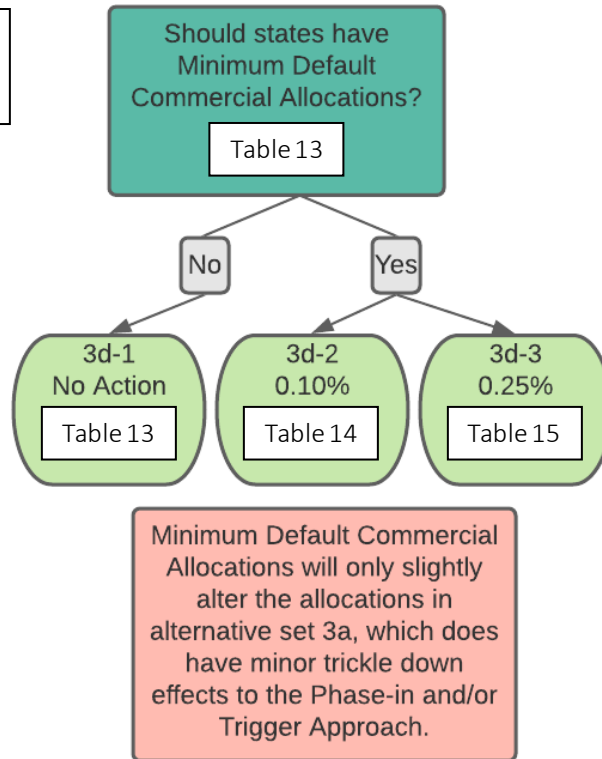 Should states have
Minimum Default
Commercial Allocations?
Table 13
No
Yes
3d-1
No Action
Table 13
3d-2
0.10%
Table 14
3d-3
0.25%
Table 15
Minimum Default Commercial
Allocations will only slightly
alter the allocations in
alternative set 3a, which does
have minor trickle down
effects to the Phase-in and/or
Trigger Approach.